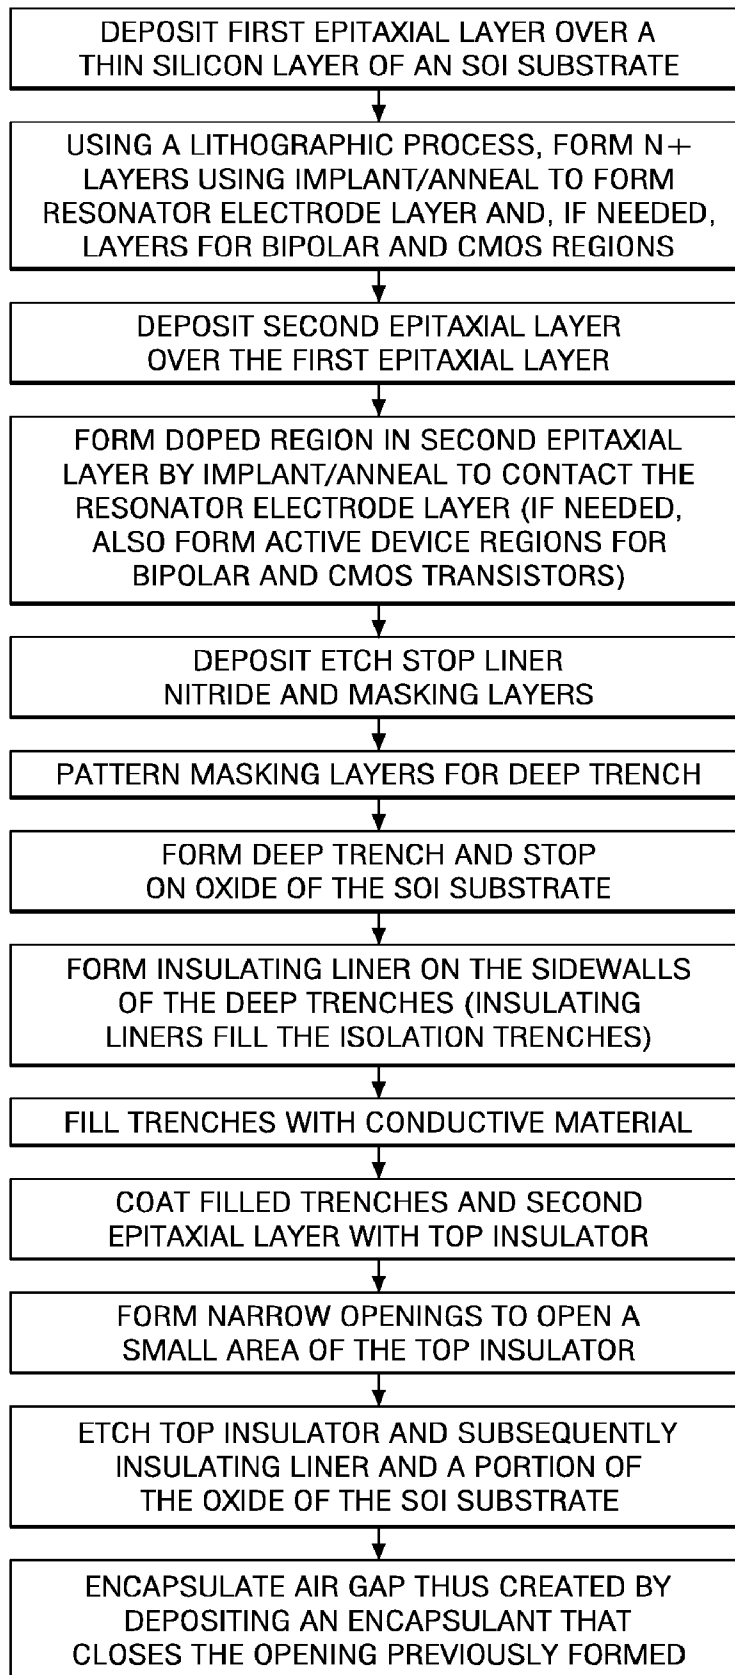 DEPOSIT FIRST EPITAXIAL LAYER OVER A
THIN SILICON LAYER OF AN SOI SUBSTRATE
USING A LITHOGRAPHIC PROCESS, FORM N+
LAYERS USING IMPLANT/ANNEAL TO FORM
RESONATOR ELECTRODE LAYER AND, IF NEEDED,
LAYERS FOR BIPOLAR AND CMOS REGIONS
DEPOSIT SECOND EPITAXIAL LAYER
OVER THE FIRST EPITAXIAL LAYER
FORM DOPED REGION IN SECOND EPITAXIAL
LAYER BY IMPLANT/ANNEAL TO CONTACT THE
RESONATOR ELECTRODE LAYER (IF NEEDED,
ALSO FORM ACTIVE DEVICE REGIONS FOR
BIPOLAR AND CMOS TRANSISTORS)
DEPOSIT ETCH STOP LINER
NITRIDE AND MASKING LAYERS
PATTERN MASKING LAYERS FOR DEEP TRENCH
FORM DEEP TRENCH AND STOP
ON OXIDE OF THE SOI SUBSTRATE
FORM INSULATING LINER ON THE SIDEWALLS
OF THE DEEP TRENCHES (INSULATING
LINERS FILL THE ISOLATION TRENCHES)
FILL TRENCHES WITH CONDUCTIVE MATERIAL
COAT FILLED TRENCHES AND SECOND
EPITAXIAL LAYER WITH TOP INSULATOR
FORM NARROW OPENINGS TO OPEN A
SMALL AREA OF THE TOP INSULATOR
ETCH TOP INSULATOR AND SUBSEQUENTLY
INSULATING LINER AND A PORTION OF
THE OXIDE OF THE SOI SUBSTRATE
ENCAPSULATE AIR GAP THUS CREATED BY
DEPOSITING AN ENCAPSULANT THAT
CLOSES THE OPENING PREVIOUSLY FORMED